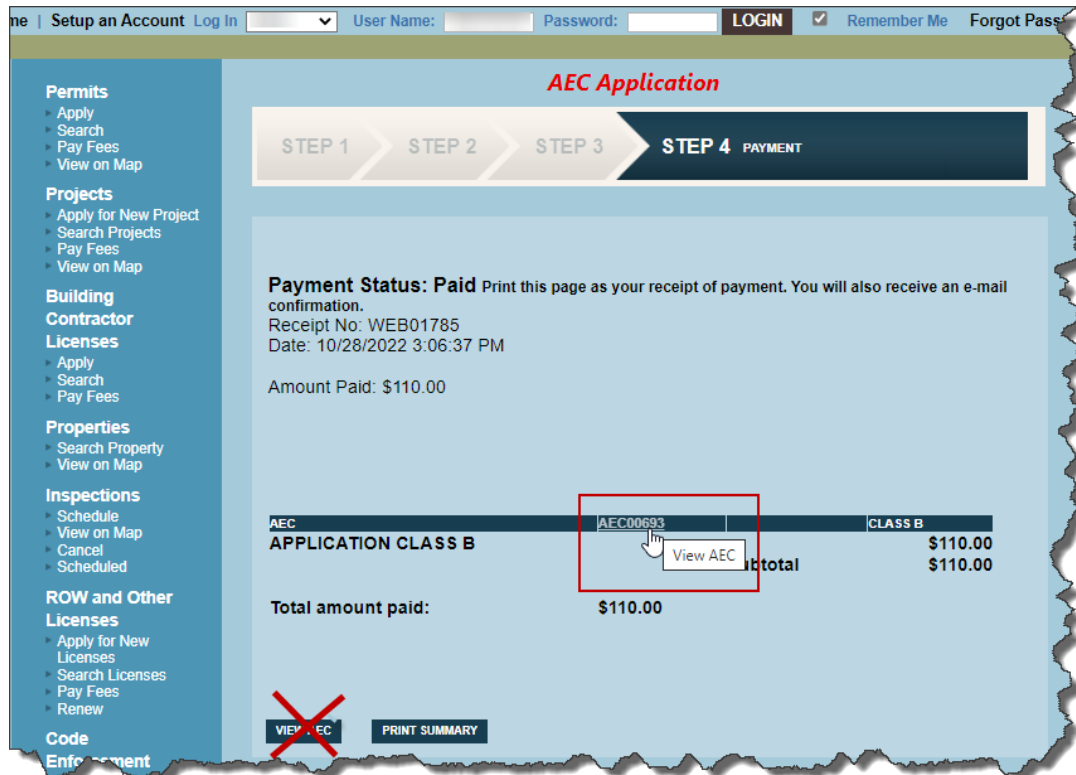 me | Setup an Account Log In User Name: Password: LOGIN Remember Me Forgot Pass
AEC Application
Permits
Apply
Search
Pay Fees
View on Map
Projects
Apply for New Project
Search Projects
Pay Fees
View on Map
Building
Contractor
Licenses
Apply
Search
Pay Fees
Properties
Search Property
View on Map
Inspections
Schedule
View on Map
Cancel
Scheduled
ROW and Other
Licenses
Apply for New
Licenses
Search Licenses
Pay Fees
Renew
Code
Enforcement
STEP 1 STEP 2 STEP 3 STEP 4 PAYMENT
Payment Status: Paid Print this page as your receipt of payment. You will also receive an e-mail
confirmation.
Receipt No: WEB01785
Date: 10/28/2022 3:06:37 PM
Amount Paid: $110.00
AEC AEC00693 CLASS B
APPLICATION CLASS B $110.00
View AEC
ubtotal $110.00
Total amount paid: $110.00
VIEW AEC PRINT SUMMARY